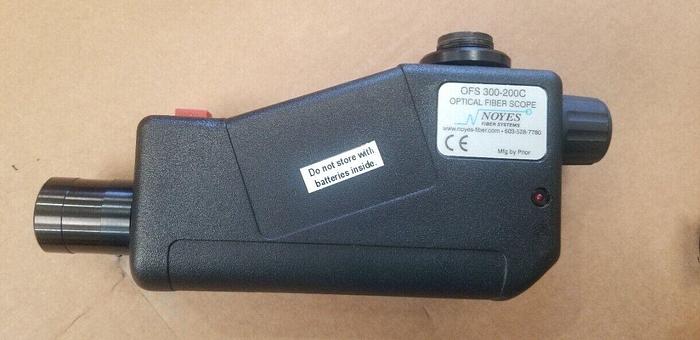 OFS 300-200C
OPTICAL FIBER SCOPE
NOYES
FIBER SYSTEMS
www.noyes-fiber.com • 603-528-7780
CE
Mfg by Prior
Do not store with
batteries inside.